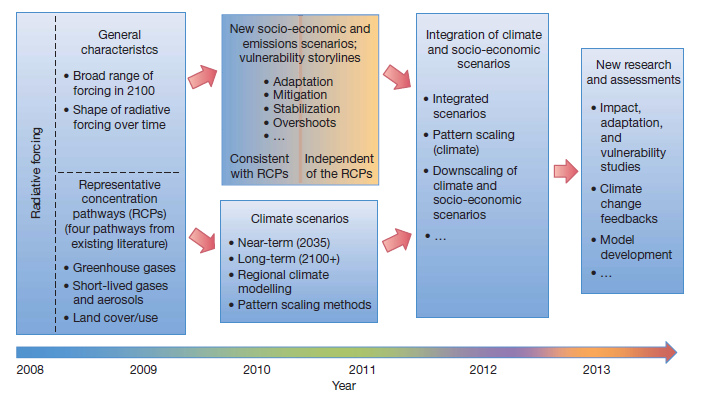 Radiative forcing
General
characteristcs
• Broad range of
forcing in 2100
• Shape of radiative
forcing over time
Representative
concentration
pathways (RCPs)
(four pathways from
existing literature)
• Greenhouse gases
• Short-lived gases
and aerosols
• Land cover/use
New socio-economic and
emissions scenarios;
vulnerability storylines
• Adaptation
• Mitigation
• Stabilization
• Overshoots
• ...
Consistent
with RCPs
Independent
of the RCPs
Climate scenarios
• Near-term (2035)
• Long-term (2100+)
• Regional climate
modelling
• Pattern scaling methods
Integration of climate
and socio-economic
scenarios
• Integrated
scenarios
• Pattern scaling
(climate)
• Downscaling of
climate and
socio-economic
scenarios
• ...
New research
and assessments
• Impact,
adaptation,
and
vulnerability
studies
• Climate
change
feedbacks
• Model
development
• ...
2008 2009 2010 2011 2012 2013
Year